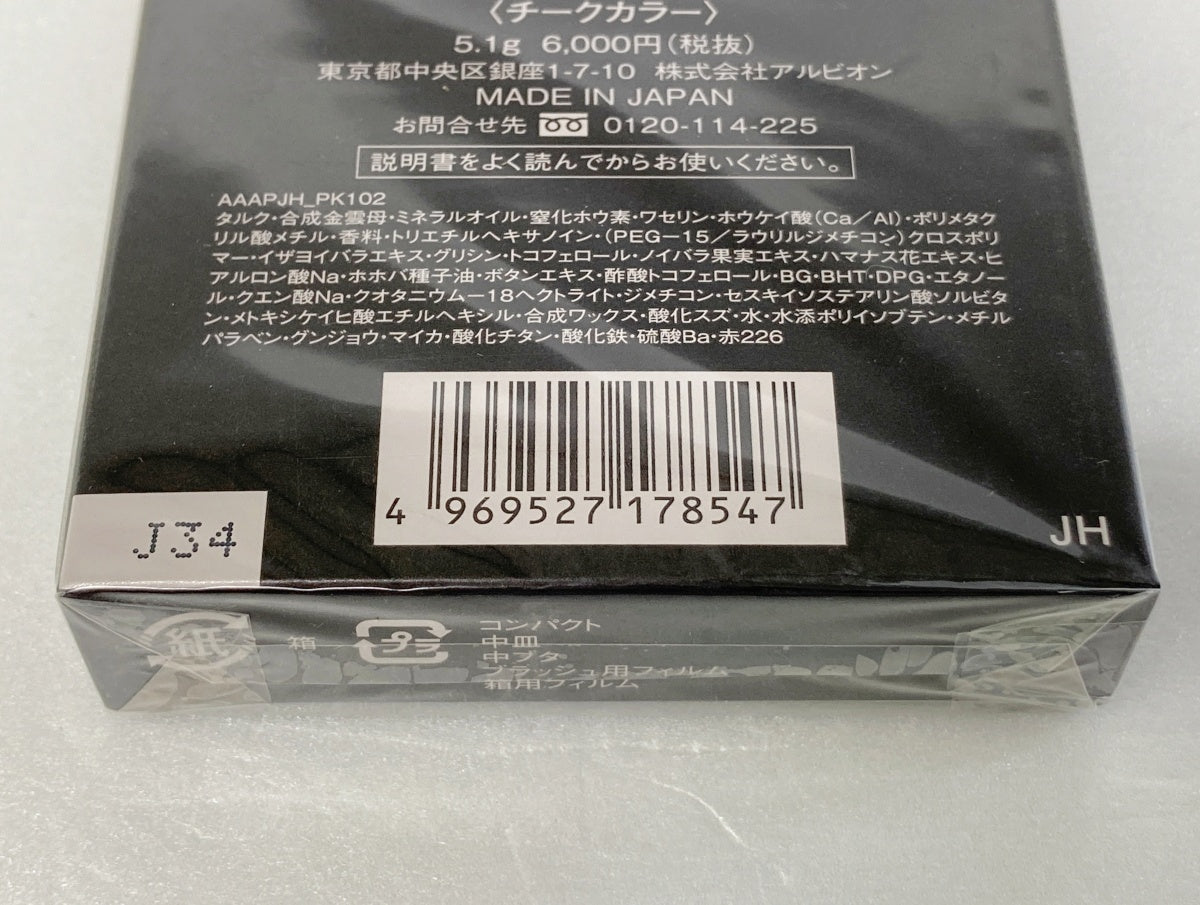 〈チークカラー〉
5.1g 6,000円(税抜)
東京都中央区銀座1-7-10 株式会社アルビオン
MADE IN JAPAN
お問合せ先 0120-114-225
説明書をよく読んでからお使いください。
AAAPJH_PK102
タルク・合成金雲母・ミネラルオイル・窒化ホウ素・ワセリン・ホウケイ酸(Ca/Al)・ポリメタク
リル酸メチル・香料・トリエチルヘキサノイン・(PEG-15/ラウリルジメチコン)クロスポリ
マー・イザヨイバラエキス・グリシン・トコフェロール・ノイバラ果実エキス・ハマナス花エキス・ヒ
アルロン酸Na・ホホバ種子油・ボタンエキス・酢酸トコフェロール・BG・BHT・DPG・エタノー
ル・クエン酸Na・クオタニウム-18ヘクトライト・ジメチコン・セスキイソステアリン酸ソルビタ
ン・メトキシケイヒ酸エチルヘキシル・合成ワックス・酸化スズ・水・水添ポリイソブテン・メチル
パラベン・グンジョウ・マイカ・酸化チタン・酸化鉄・硫酸Ba・赤226
4 969527 178547
J34
JH
紙 箱 プラ コンパクト
中皿
中ブタ
ブラッシュ用フィルム
箱用フィルム